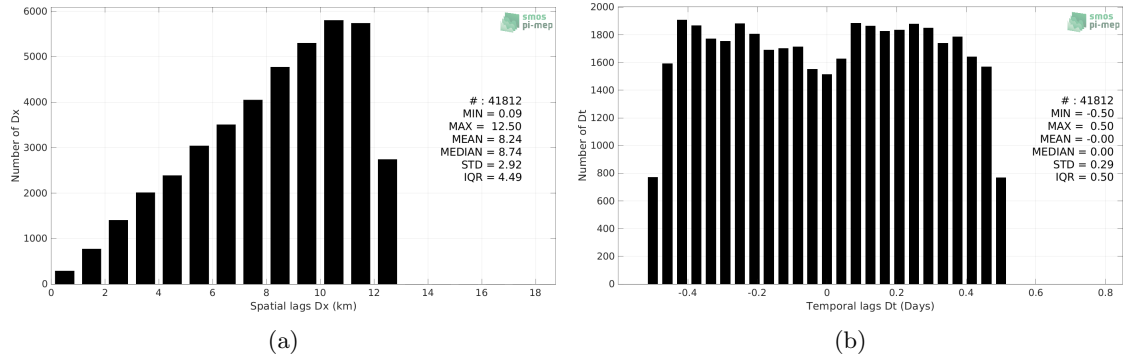 6000
5000
4000
3000
2000
1000
0
Number of Dx
smos
pi-mep
# : 41812
MIN = 0.09
MAX = 12.50
MEAN = 8.24
MEDIAN = 8.74
STD = 2.92
IQR = 4.49
0 2 4 6 8 10 12 14 16 18
Spatial lags Dx (km)
(a)
2000
1800
1600
1400
1200
1000
800
600
400
200
0
Number of Dt
smos
pi-mep
# : 41812
MIN = -0.50
MAX = 0.50
MEAN = -0.00
MEDIAN = 0.00
STD = 0.29
IQR = 0.50
-0.4 -0.2 0 0.2 0.4 0.6 0.8
Temporal lags Dt (Days)
(b)